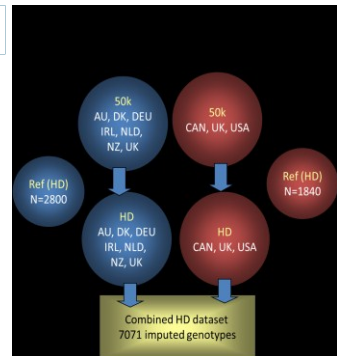 50k
AU, DK, DEU
IRL, NLD,
NZ, UK
50k
CAN, UK, USA
Ref (HD)
N=2800
Ref (HD)
N=1840
HD
AU, DK, DEU
IRL, NLD,
NZ, UK
HD
CAN, UK, USA
Combined HD dataset
7071 imputed genotypes